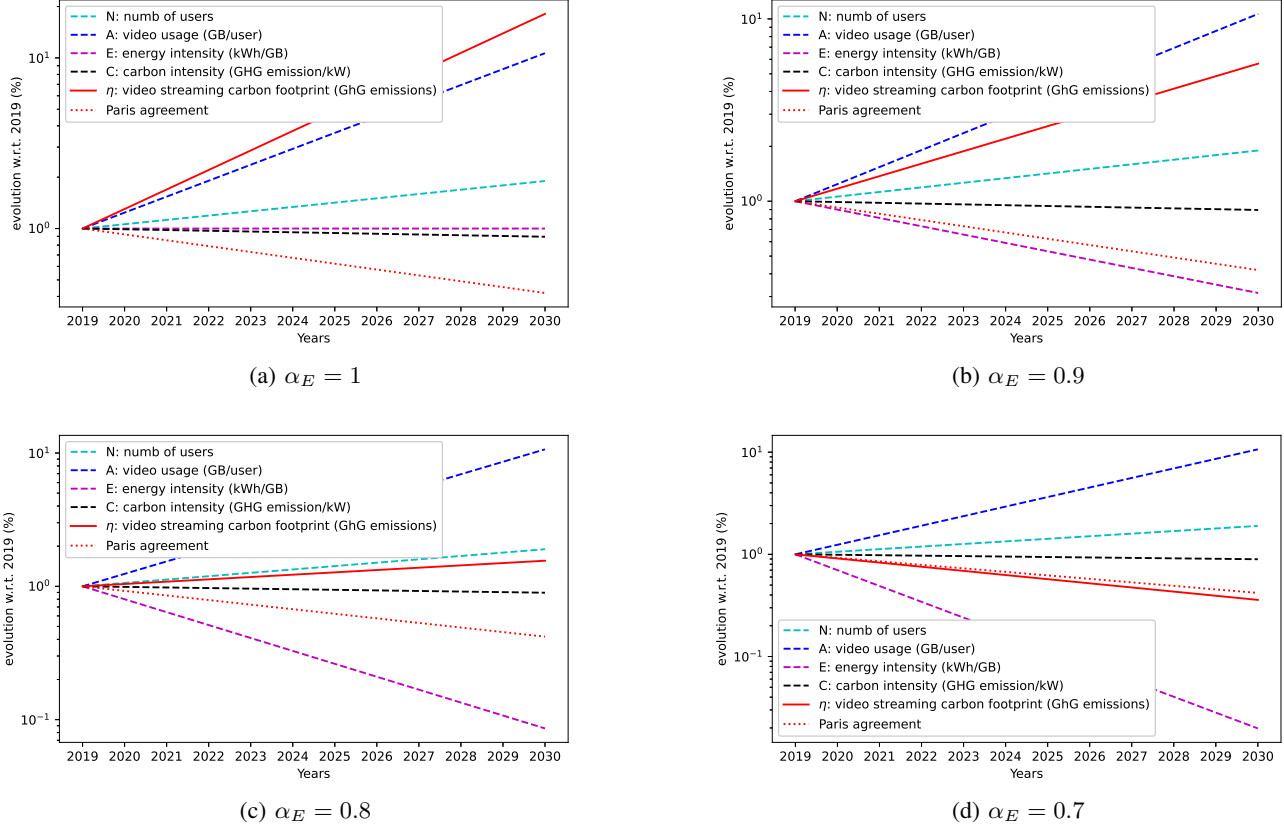 evolution w.r.t. 2019 (%)
10¹
10⁰
N: numb of users
A: video usage (GB/user)
E: energy intensity (kWh/GB)
C: carbon intensity (GHG emission/kW)
η: video streaming carbon footprint (GhG emissions)
Paris agreement
2019 2020 2021 2022 2023 2024 2025 2026 2027 2028 2029 2030
Years
(a) α_E = 1
evolution w.r.t. 2019 (%)
10¹
10⁰
N: numb of users
A: video usage (GB/user)
E: energy intensity (kWh/GB)
C: carbon intensity (GHG emission/kW)
η: video streaming carbon footprint (GhG emissions)
Paris agreement
2019 2020 2021 2022 2023 2024 2025 2026 2027 2028 2029 2030
Years
(b) α_E = 0.9
evolution w.r.t. 2019 (%)
10¹
10⁰
10⁻¹
N: numb of users
A: video usage (GB/user)
E: energy intensity (kWh/GB)
C: carbon intensity (GHG emission/kW)
η: video streaming carbon footprint (GhG emissions)
Paris agreement
2019 2020 2021 2022 2023 2024 2025 2026 2027 2028 2029 2030
Years
(c) α_E = 0.8
evolution w.r.t. 2019 (%)
10¹
10⁰
10⁻¹
N: numb of users
A: video usage (GB/user)
E: energy intensity (kWh/GB)
C: carbon intensity (GHG emission/kW)
η: video streaming carbon footprint (GhG emissions)
Paris agreement
2019 2020 2021 2022 2023 2024 2025 2026 2027 2028 2029 2030
Years
(d) α_E = 0.7